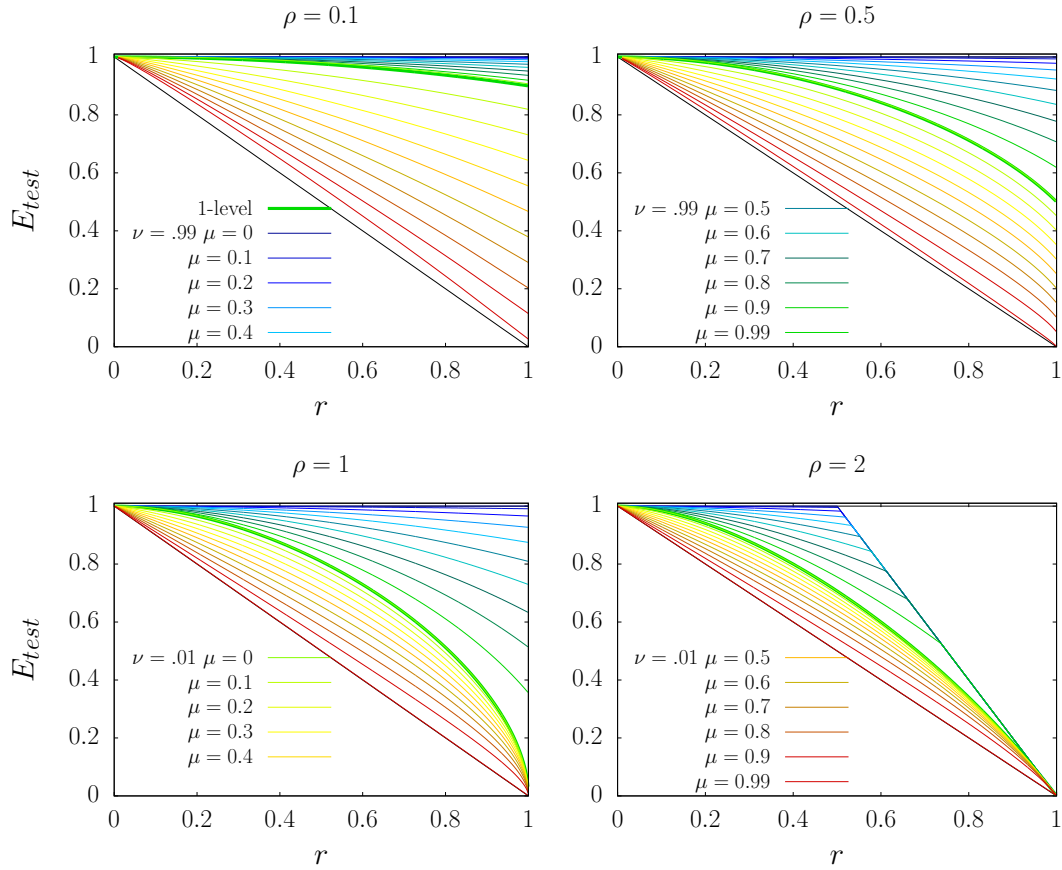 ρ = 0.1
ρ = 0.5
E_test
1
0.8
0.6
0.4
0.2
0
1-level
ν = .99 μ = 0
μ = 0.1
μ = 0.2
μ = 0.3
μ = 0.4
0 0.2 0.4 0.6 0.8 1
r
1
0.8
0.6
0.4
0.2
0
ν = .99 μ = 0.5
μ = 0.6
μ = 0.7
μ = 0.8
μ = 0.9
μ = 0.99
0 0.2 0.4 0.6 0.8 1
r
ρ = 1
ρ = 2
E_test
1
0.8
0.6
0.4
0.2
0
ν = .01 μ = 0
μ = 0.1
μ = 0.2
μ = 0.3
μ = 0.4
0 0.2 0.4 0.6 0.8 1
r
1
0.8
0.6
0.4
0.2
0
ν = .01 μ = 0.5
μ = 0.6
μ = 0.7
μ = 0.8
μ = 0.9
μ = 0.99
0 0.2 0.4 0.6 0.8 1
r